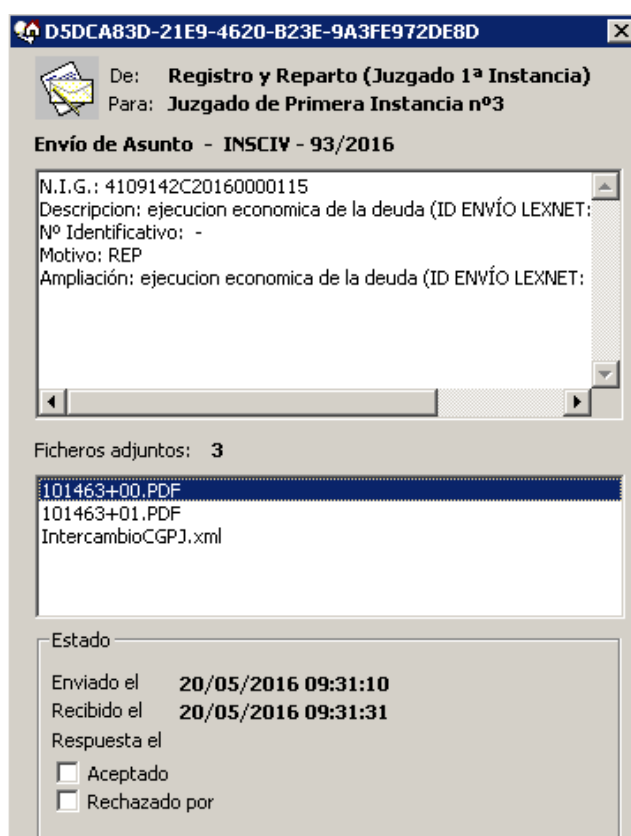 D5DCA83D-21E9-4620-B23E-9A3FE972DE8D
De: Registro y Reparto (Juzgado 1ª Instancia)
Para: Juzgado de Primera Instancia nº3
Envío de Asunto - INSCIV - 93/2016
N.I.G.: 4109142C20160000115
Descripcion: ejecucion economica de la deuda (ID ENVÍO LEXNET:
Nº Identificativo: -
Motivo: REP
Ampliación: ejecucion economica de la deuda (ID ENVÍO LEXNET:
Ficheros adjuntos: 3
101463+00.PDF
101463+01.PDF
IntercambioCGPJ.xml
Estado
Enviado el 20/05/2016 09:31:10
Recibido el 20/05/2016 09:31:31
Respuesta el
Aceptado
Rechazado por